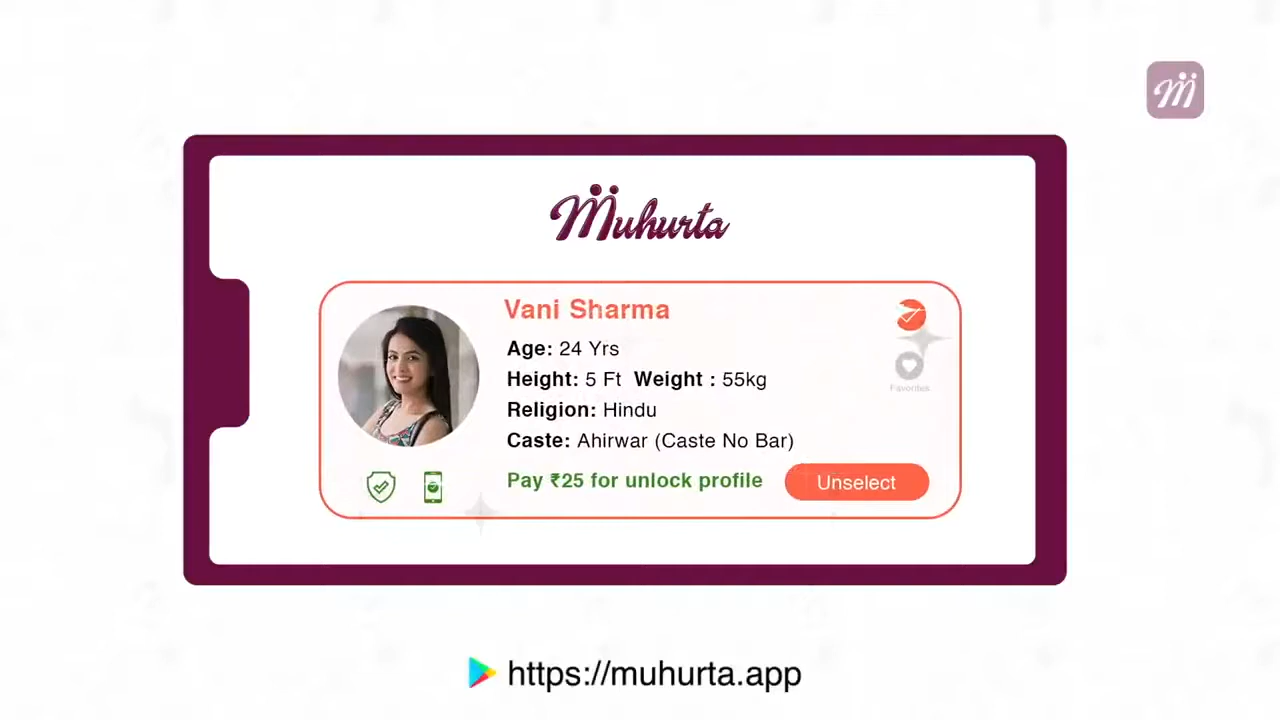 Muhurta
Vani Sharma
Age: 24 Yrs
Height: 5 Ft Weight : 55kg
Favorites
Religion: Hindu
Caste: Ahirwar (Caste No Bar)
Pay ₹25 for unlock profile
Unselect
https://muhurta.app